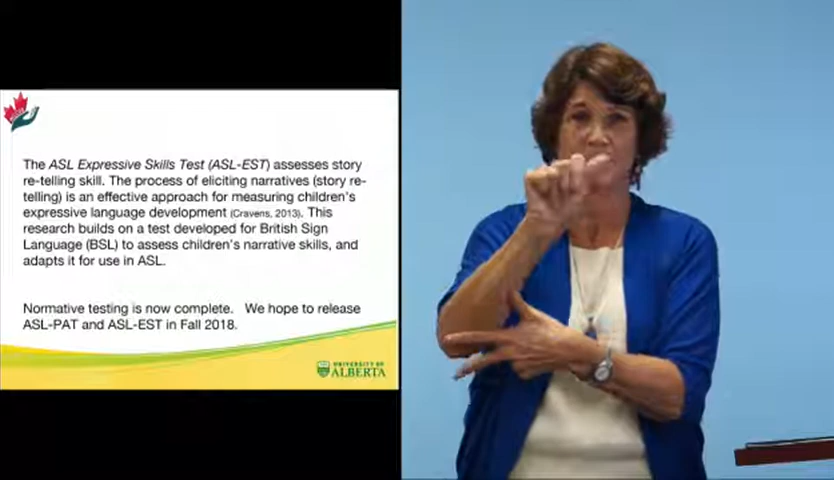 The ASL Expressive Skills Test (ASL-EST) assesses story
re-telling skill. The process of eliciting narratives (story re-
telling) is an effective approach for measuring children's
expressive language development (Cravens, 2013). This
research builds on a test developed for British Sign
Language (BSL) to assess children's narrative skills, and
adapts it for use in ASL.
Normative testing is now complete. We hope to release
ASL-PAT and ASL-EST in Fall 2018.
UNIVERSITY OF
ALBERTA